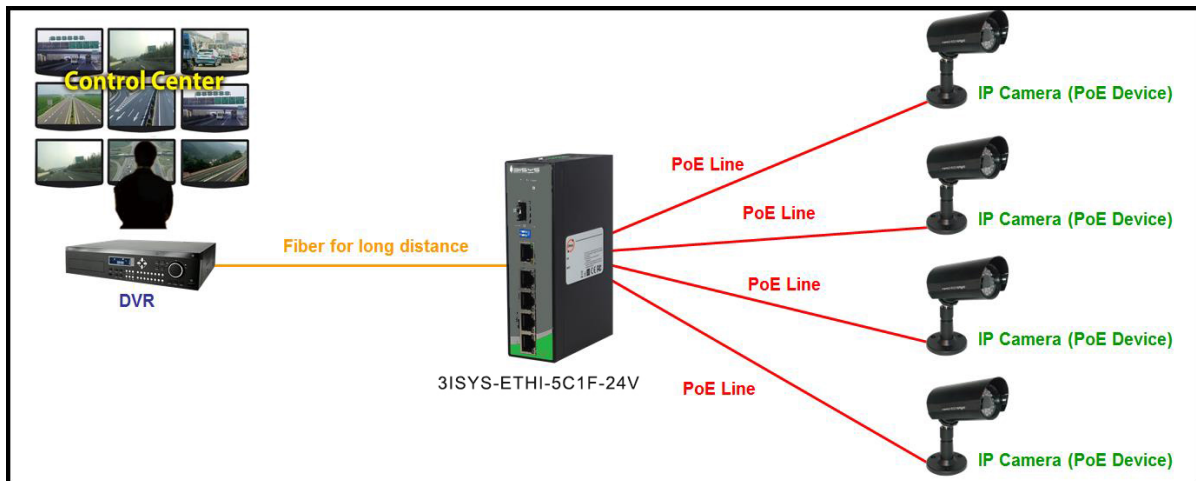 Control Center
IP Camera (PoE Device)
PoE Line
3ISYS
PoE Line
IP Camera (PoE Device)
Fiber for long distance
PoE Line
DVR
IP Camera (PoE Device)
3ISYS-ETHI-5C1F-24V
PoE Line
IP Camera (PoE Device)